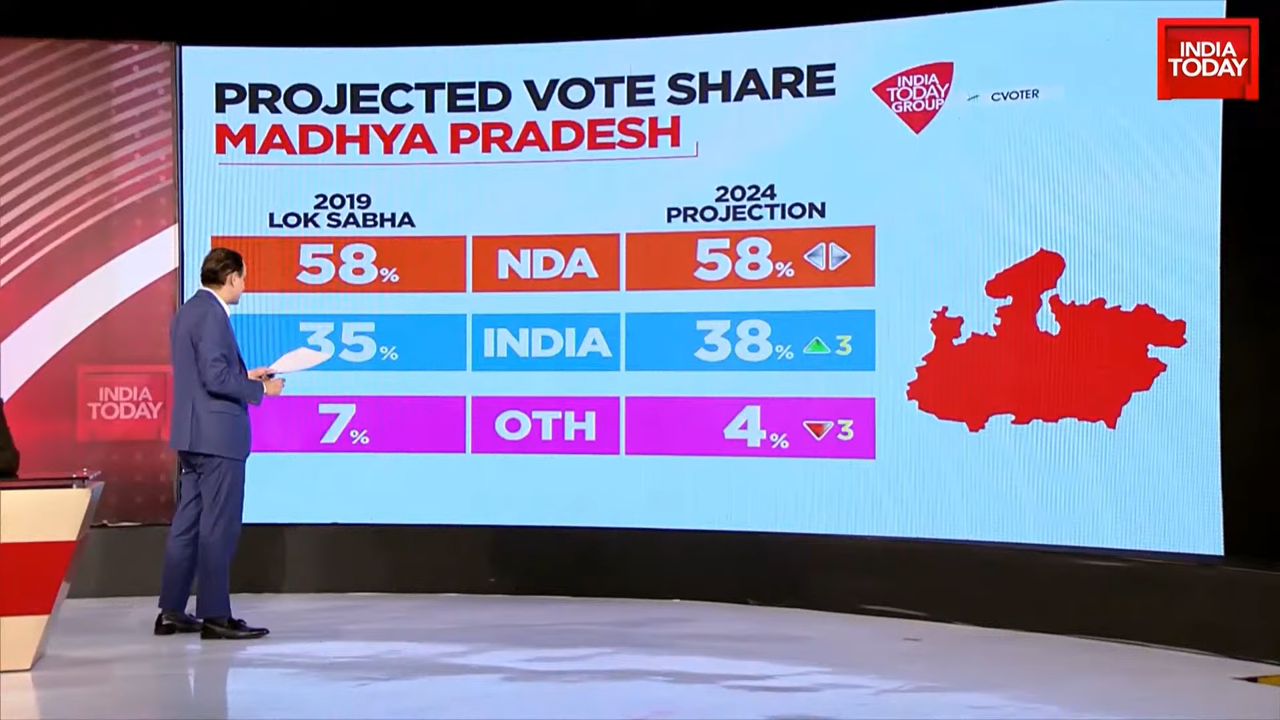 PROJECTED VOTE SHARE
MADHYA PRADESH
INDIA
TODAY
GROUP
CVOTER
INDIA
TODAY
2019
LOK SABHA
2024
PROJECTION
58% NDA 58%
35% INDIA 38% 3
7% OTH 4% 3
INDIA
TODAY